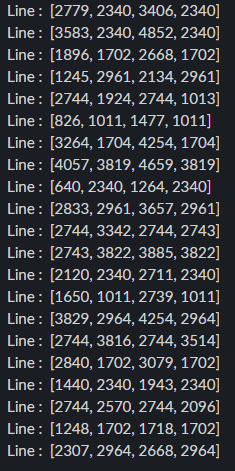 Line : [2779, 2340, 3406, 2340]
Line : [3583, 2340, 4852, 2340]
Line : [1896, 1702, 2668, 1702]
Line : [1245, 2961, 2134, 2961]
Line : [2744, 1924, 2744, 1013]
Line : [826, 1011, 1477, 1011]
Line : [3264, 1704, 4254, 1704]
Line : [4057, 3819, 4659, 3819]
Line : [640, 2340, 1264, 2340]
Line : [2833, 2961, 3657, 2961]
Line : [2744, 3342, 2744, 2743]
Line : [2743, 3822, 3885, 3822]
Line : [2120, 2340, 2711, 2340]
Line : [1650, 1011, 2739, 1011]
Line : [3829, 2964, 4254, 2964]
Line : [2744, 3816, 2744, 3514]
Line : [2840, 1702, 3079, 1702]
Line : [1440, 2340, 1943, 2340]
Line : [2744, 2570, 2744, 2096]
Line : [1248, 1702, 1718, 1702]
Line : [2307, 2964, 2668, 2964]